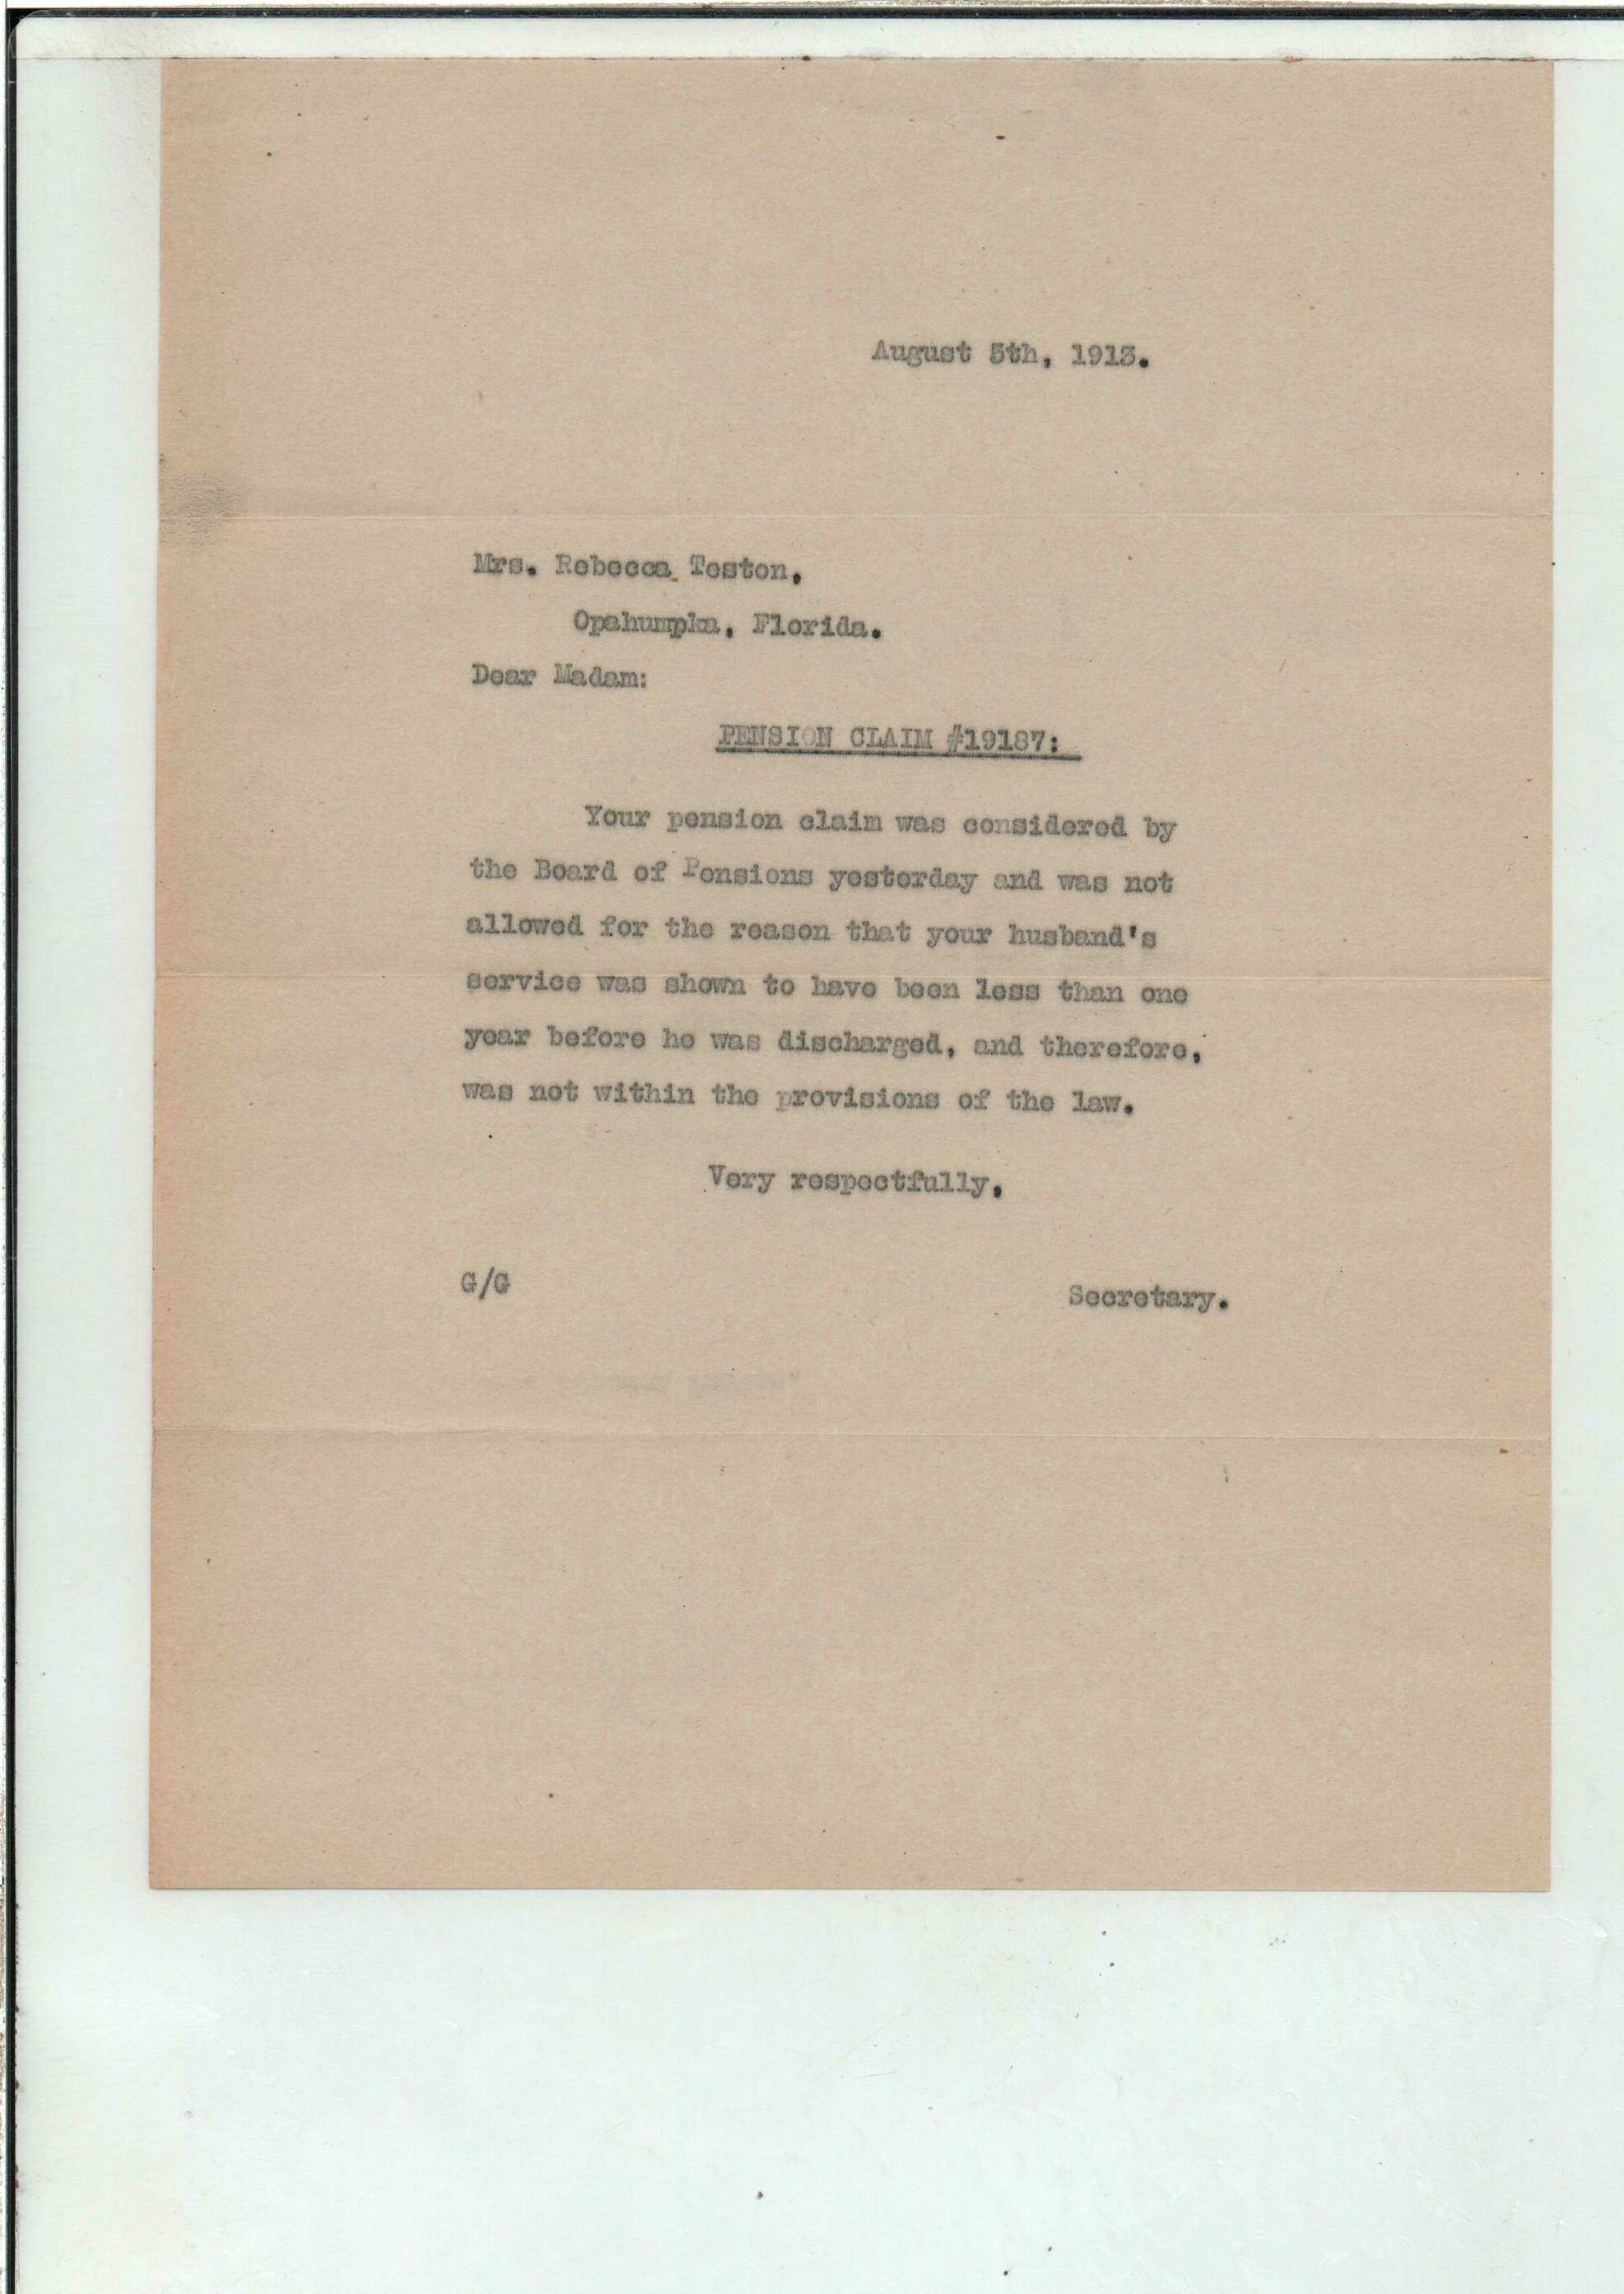 August 5th, 1913.
Mrs. Rebecca Teston,
Opahumpka, Florida.
Dear Madam:
PENSION CLAIM #19187:
Your pension claim was considered by
the Board of Pensions yesterday and was not
allowed for the reason that your husband's
service was shown to have been less than one
year before he was discharged, and therefore,
was not within the provisions of the law.
Very respectfully,
G/G
Secretary.